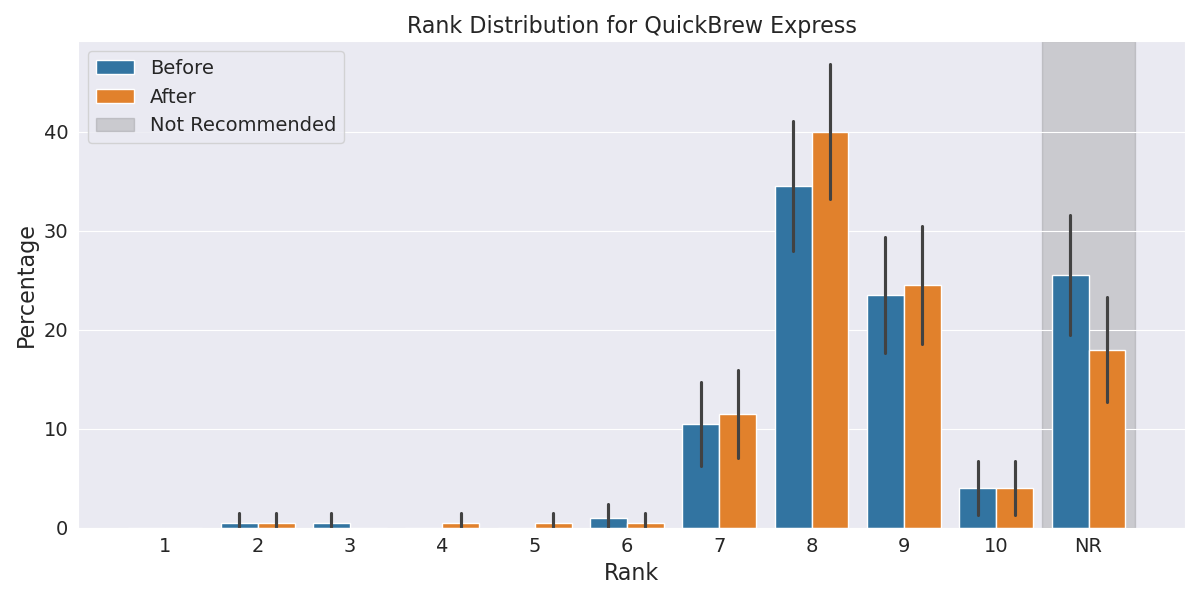 Rank Distribution for QuickBrew Express
Before
After
Not Recommended
Percentage
40
30
20
10
0
1 2 3 4 5 6 7 8 9 10 NR
Rank